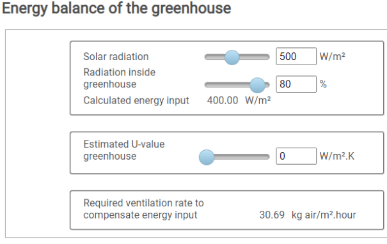 Energy balance of the greenhouse
Solar radiation 500 W/m²
Radiation inside
greenhouse 80 %
Calculated energy input 400.00 W/m²
Estimated U-value
greenhouse 0 W/m².K
Required ventilation rate to
compensate energy input 30.69 kg air/m².hour